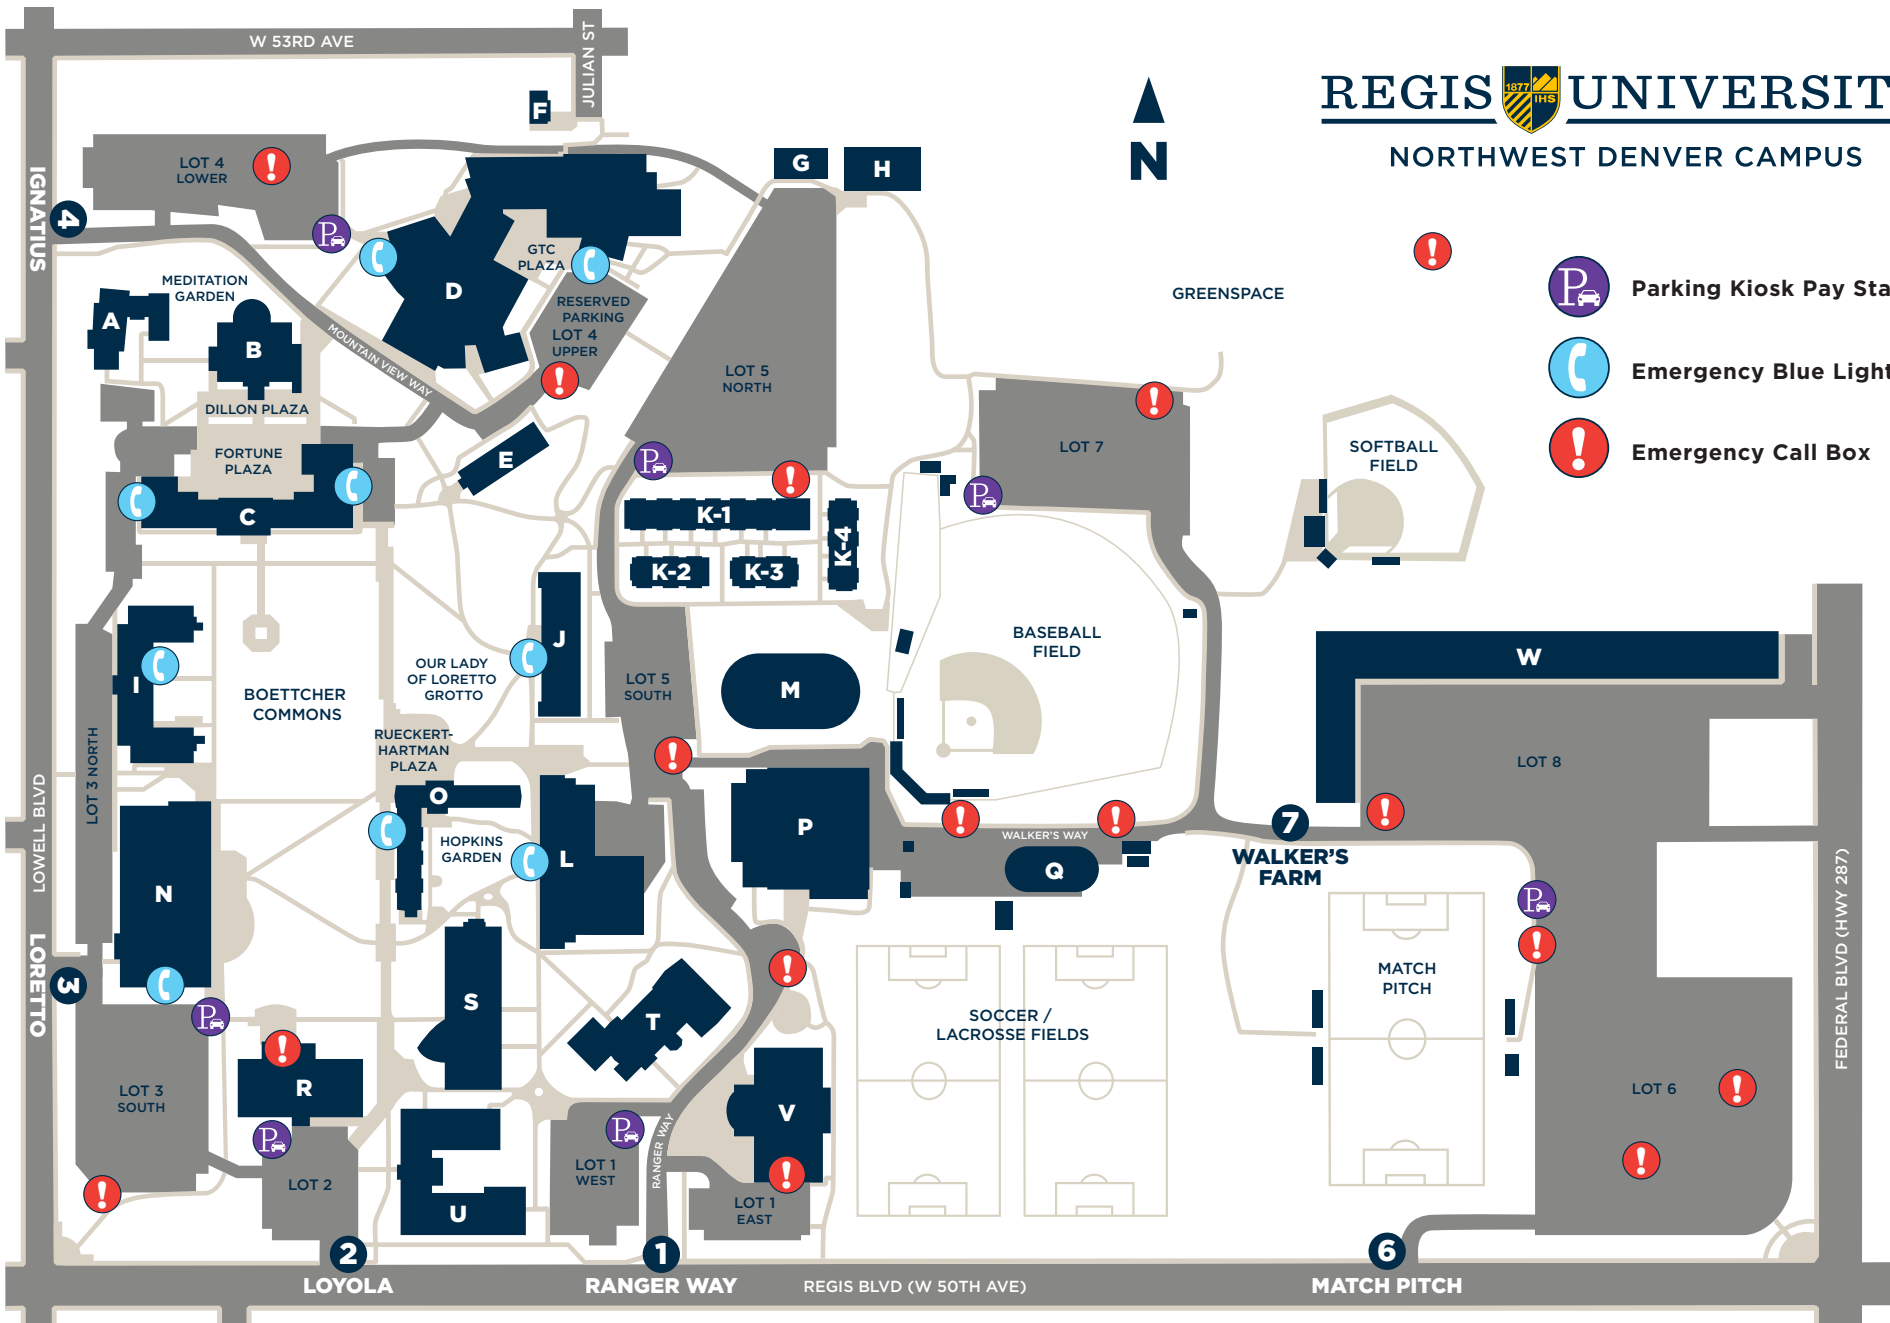 W 53RD AVE
JULIAN ST
F
REGIS 1877 IHS UNIVERSIT
NORTHWEST DENVER CAMPUS
N
G
H
LOT 4
LOWER
IGNATIUS
4
P
GTC
PLAZA
D
MEDITATION
GARDEN
A
B
RESERVED
PARKING
LOT 4
UPPER
MOUNTAIN VIEW WAY
GREENSPACE
P
Parking Kiosk Pay Sta
Emergency Blue Light
Emergency Call Box
LOT 5
NORTH
DILLON PLAZA
FORTUNE
PLAZA
C
E
P
LOT 7
P
SOFTBALL
FIELD
K-1
K-2
K-3
K-4
J
I
BOETTCHER
COMMONS
OUR LADY
OF LORETTO
GROTTO
LOT 5
SOUTH
M
BASEBALL
FIELD
W
RUECKERT-
HARTMAN
PLAZA
LOT 3 NORTH
LOWELL BLVD
O
HOPKINS
GARDEN
L
P
WALKER'S WAY
Q
7
WALKER'S
FARM
LOT 8
N
LORETTO
3
P
S
T
SOCCER /
LACROSSE FIELDS
MATCH
PITCH
P
FEDERAL BLVD (HWY 287)
LOT 3
SOUTH
R
P
LOT 2
U
P
LOT 1
WEST
RANGER WAY
V
LOT 1
EAST
LOT 6
2
LOYOLA
1
RANGER WAY
REGIS BLVD (W 50TH AVE)
6
MATCH PITCH